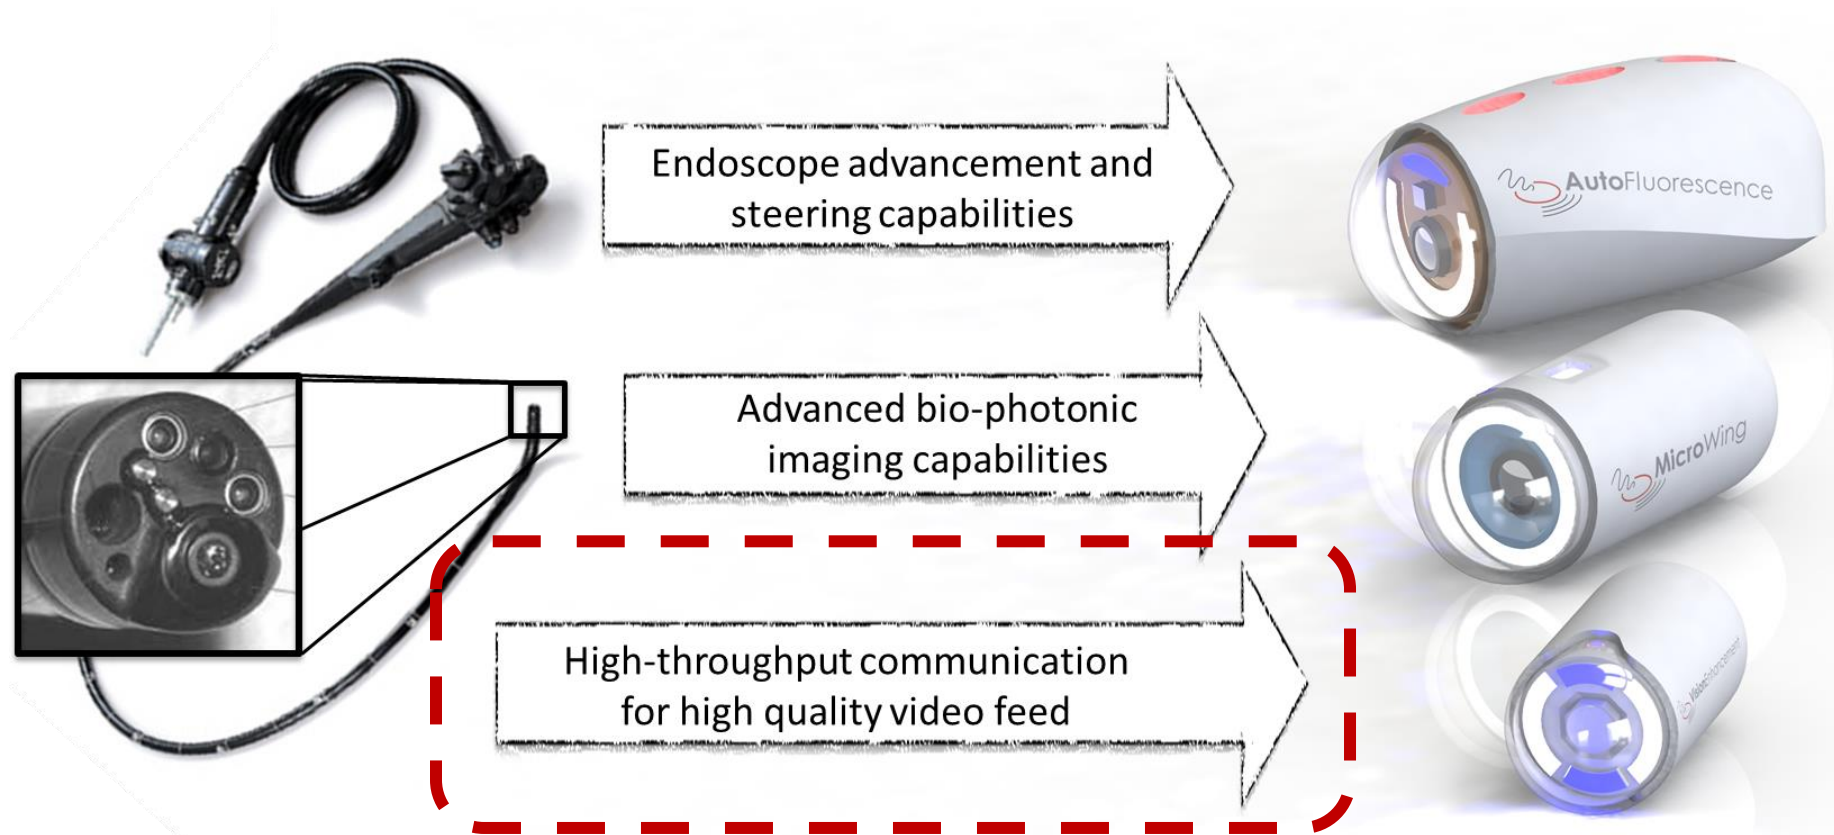 Endoscope advancement and
steering capabilities
AutoFluorescence
Advanced bio-photonic
imaging capabilities
MicroWing
High-throughput communication
for high quality video feed
VisionEnhancement